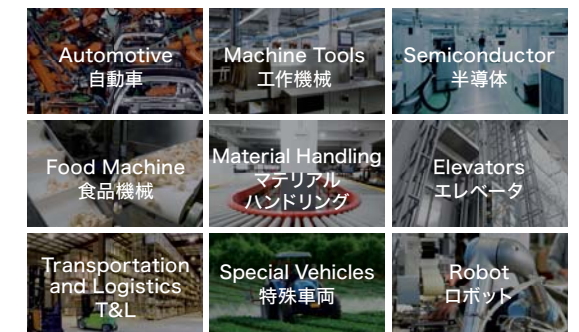 Automotive
自動車
Machine Tools
工作機械
Semiconductor
半導体
Food Machine
食品機械
Material Handling
マテリアル
ハンドリング
Elevators
エレベータ
Transportation
and Logistics
T&L
Special Vehicles
特殊車両
Robot
ロボット